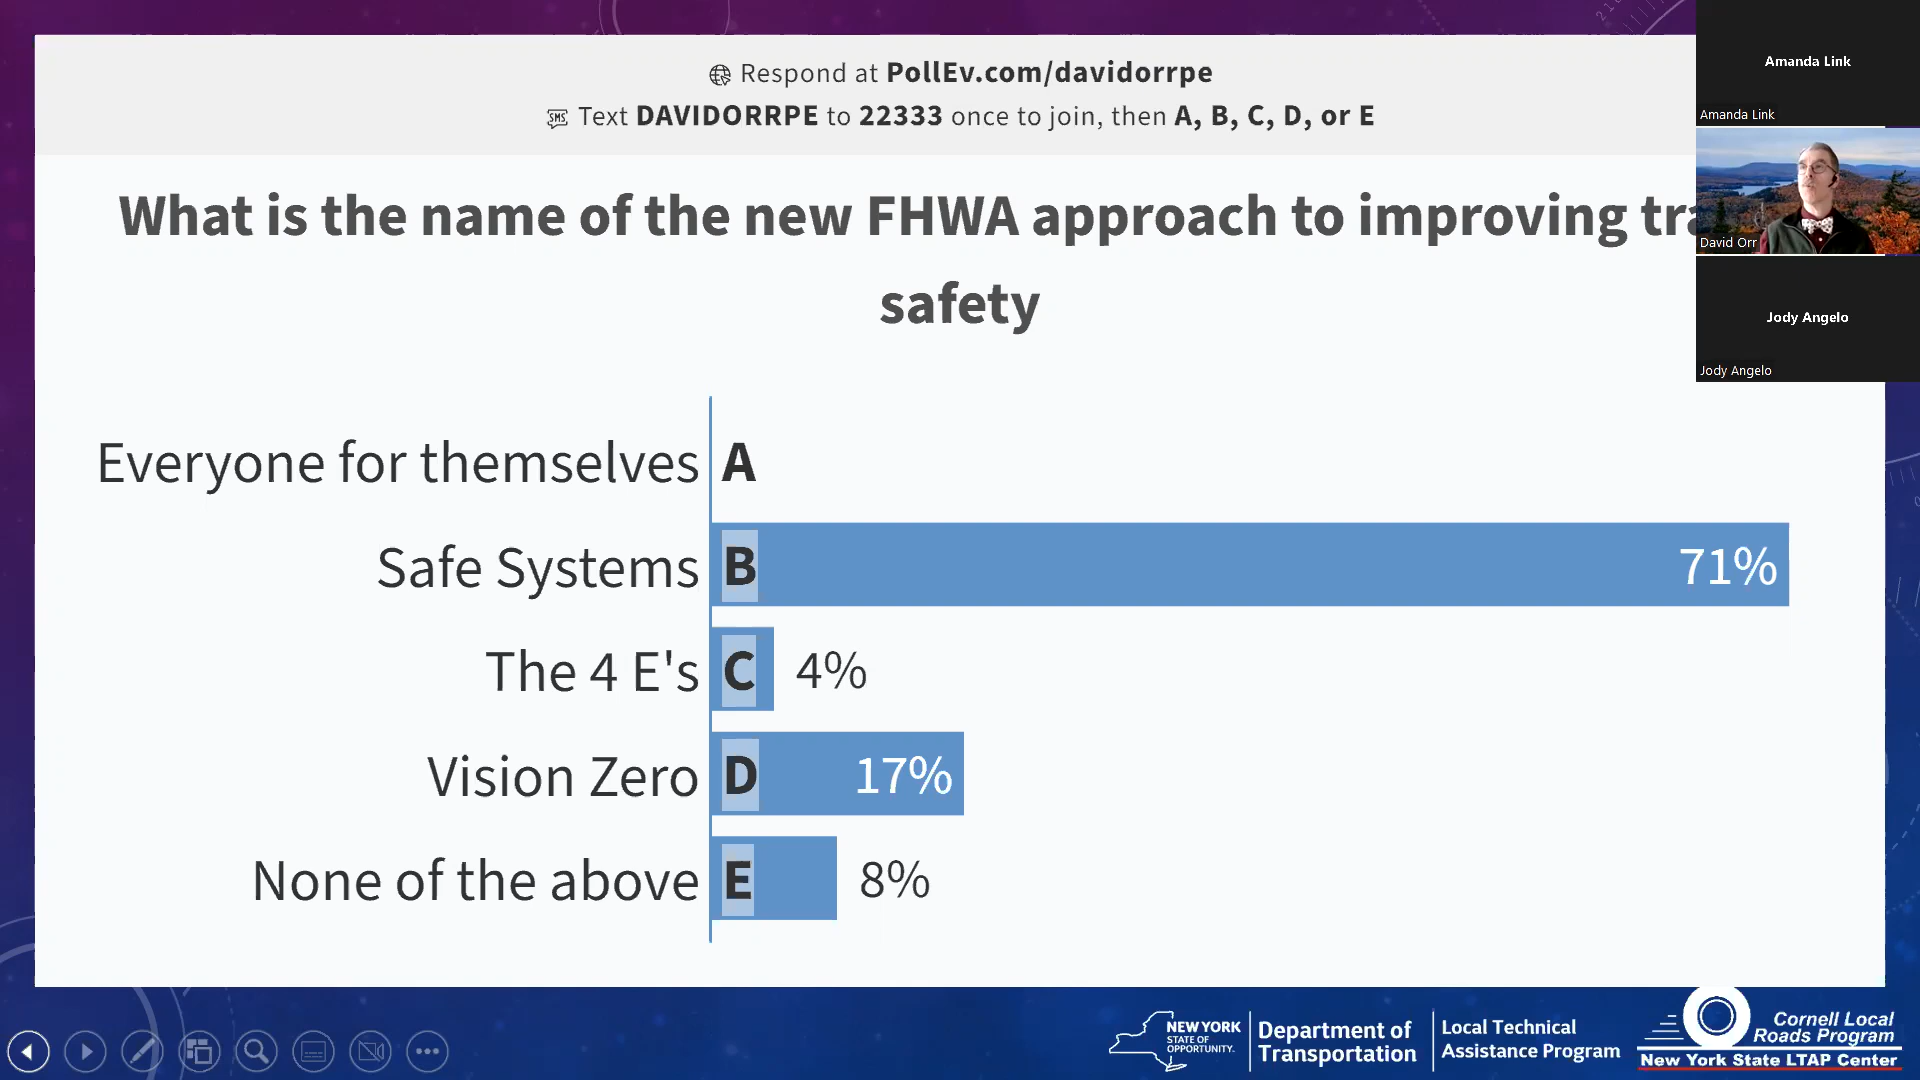 Respond at PollEv.com/davidorrpe
SMS Text DAVIDORRPE to 22333 once to join, then A, B, C, D, or E
What is the name of the new FHWA approach to improving tra
safety
Everyone for themselves A
Safe Systems B 71%
The 4 E's C 4%
Vision Zero D 17%
None of the above E 8%
Amanda Link
Amanda Link
David Orr
Jody Angelo
Jody Angelo
NEW YORK
STATE OF
OPPORTUNITY.
Department of
Transportation
Local Technical
Assistance Program
Cornell Local
Roads Program
New York State LTAP Center